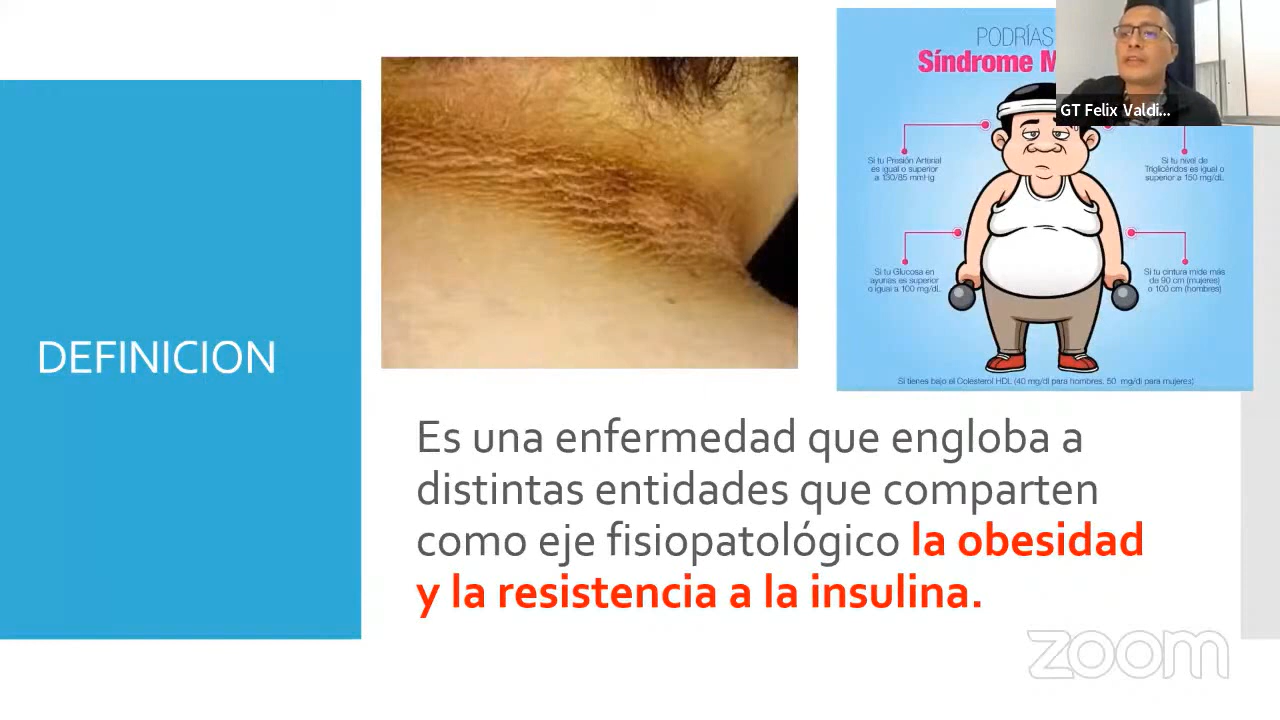 DEFINICION
PODRÍAS
Síndrome M
GT Felix Valdi...
Si tu Presión Arterial
es igual o superior
a 130/85 mmHg
Si tu nivel de
Triglicéridos es igual o
superior a 150 mg/dL
Si tu Glucosa en
ayunas es superior
o igual a 100 mg/dL
Si tu cintura mide más
de 90 cm (mujeres)
o 100 cm (hombres)
Si tienes bajo el Colesterol HDL (40 mg/dl para hombres, 50 mg/dl para mujeres)
Es una enfermedad que engloba a
distintas entidades que comparten
como eje fisiopatológico la obesidad
y la resistencia a la insulina.
zoom